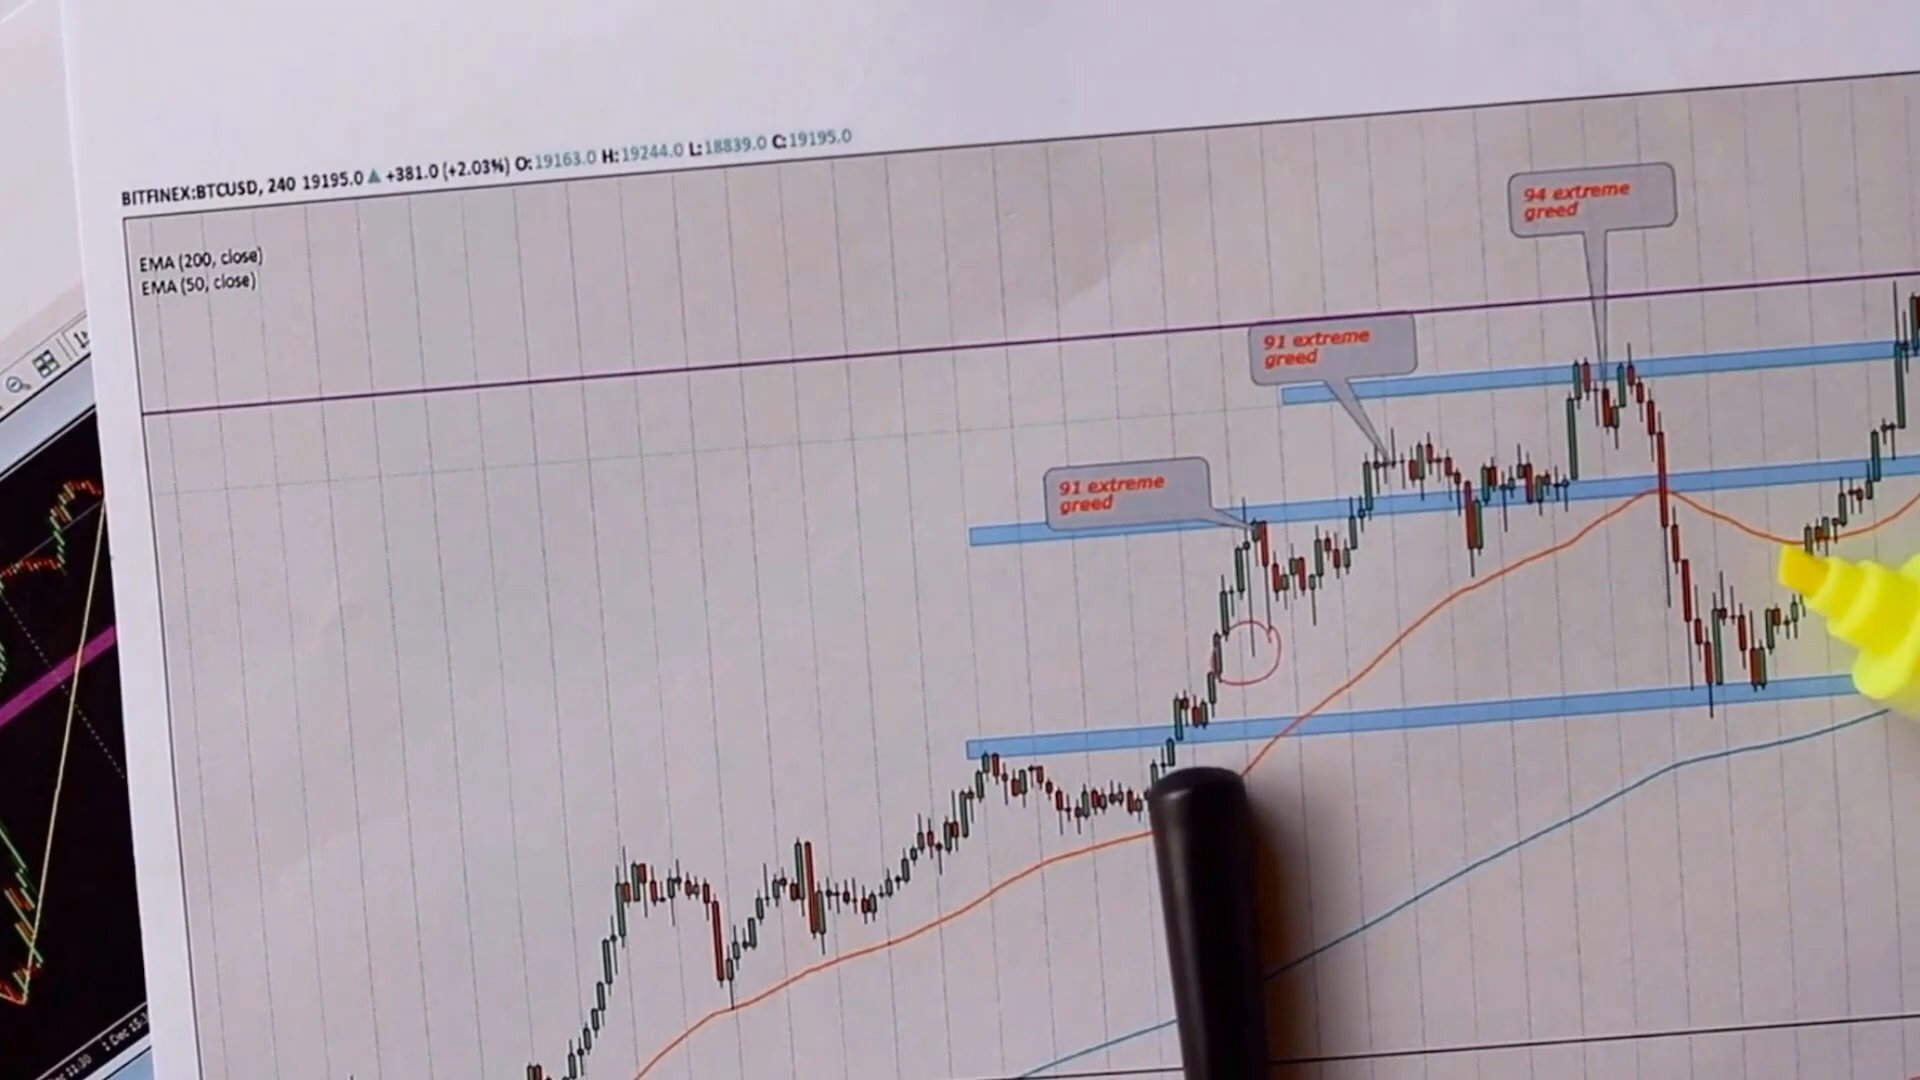 BITFINEX:BTCUSD, 240 19195.0 ▲ +381.0 (+2.03%) O:19163.0 H:19244.0 L:18839.0 C:19195.0
EMA (200, close)
EMA (50, close)
94 extreme
greed
91 extreme
greed
91 extreme
greed